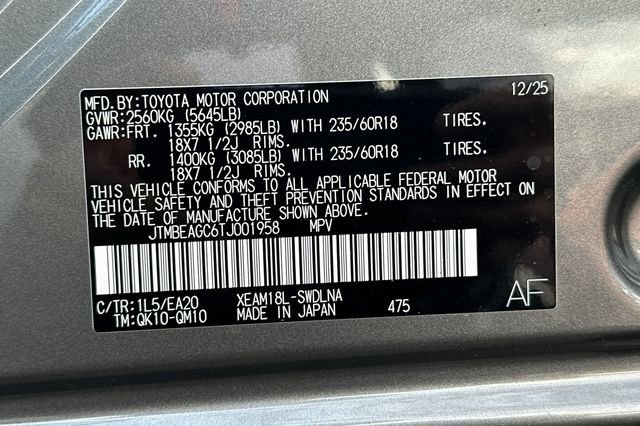 MFD.BY:TOYOTA MOTOR CORPORATION 12/25
GVWR:2560KG (5645LB)
GAWR:FRT. 1355KG (2985LB) WITH 235/60R18 TIRES.
18X7 1/2J RIMS.
RR. 1400KG (3085LB) WITH 235/60R18 TIRES.
18X7 1/2J RIMS.
THIS VEHICLE CONFORMS TO ALL APPLICABLE FEDERAL MOTOR
VEHICLE SAFETY AND THEFT PREVENTION STANDARDS IN EFFECT ON
THE DATE OF MANUFACTURE SHOWN ABOVE.
JTMBEAGC6TJ001958 MPV
C/TR:1L5/EA20 XEAM18L-SWDLNA
TM:QK10-QM10 MADE IN JAPAN 475 AF